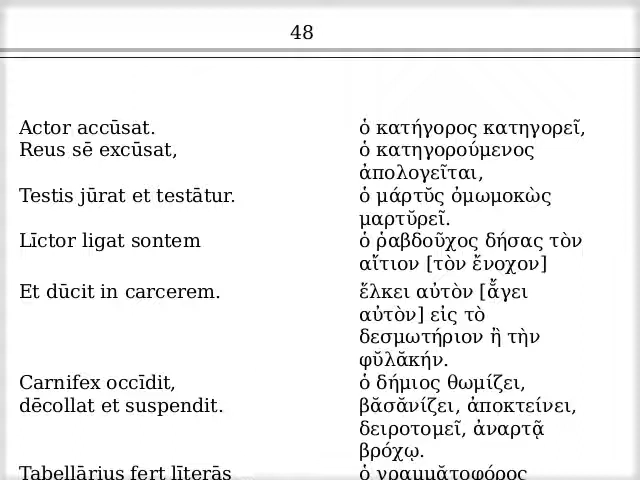 48
Actor accūsat.
ὁ κατήγορος κατηγορεῖ,
Reus sē excūsat,
ὁ κατηγορούμενος
ἀπολογεῖται,
Testis jūrat et testātur.
ὁ μάρτῠς ὀμωμοκὼς
μαρτῠρεῖ.
Līctor ligat sontem
ὁ ῥαβδοῦχος δήσας τὸν
αἴτιον [τὸν ἔνοχον]
Et dūcit in carcerem.
ἕλκει αὐτὸν [ἄ̆γει
αὐτὸν] εἰς τὸ
δεσμωτήριον ἢ τὴν
φῠλᾰκήν.
Carnifex occīdit,
ὁ δήμιος θωμίζει,
dēcollat et suspendit.
βᾰσᾰνίζει, ἀποκτείνει,
δειροτομεῖ, ἀναρτᾷ
βρόχῳ.
Tabellārius fert līterās
ὁ γραμμᾰτοφόρος